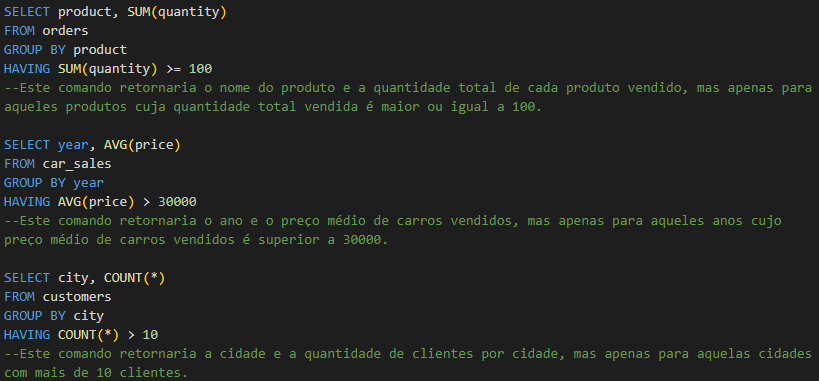 SELECT product, SUM(quantity)
FROM orders
GROUP BY product
HAVING SUM(quantity) >= 100
--Este comando retornaria o nome do produto e a quantidade total de cada produto vendido, mas apenas para
aqueles produtos cuja quantidade total vendida é maior ou igual a 100.
SELECT year, AVG(price)
FROM car_sales
GROUP BY year
HAVING AVG(price) > 30000
--Este comando retornaria o ano e o preço médio de carros vendidos, mas apenas para aqueles anos cujo
preço médio de carros vendidos é superior a 30000.
SELECT city, COUNT(*)
FROM customers
GROUP BY city
HAVING COUNT(*) > 10
--Este comando retornaria a cidade e a quantidade de clientes por cidade, mas apenas para aquelas cidades
com mais de 10 clientes.